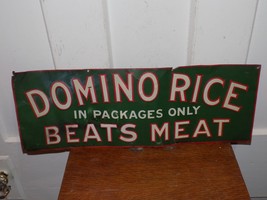 DOMINO RICE
IN PACKAGES ONLY
BEATS MEAT